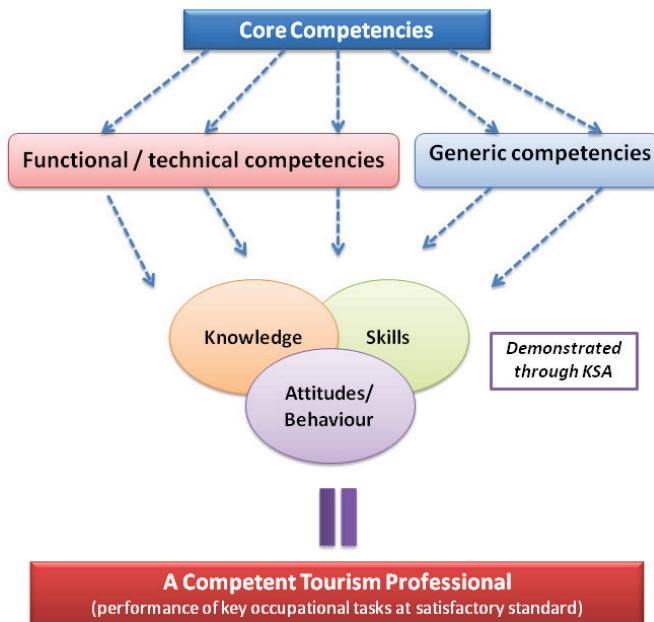 Core Competencies
Functional / technical competencies
Generic competencies
Knowledge
Skills
Attitudes/
Behaviour
Demonstrated
through KSA
A Competent Tourism Professional
(performance of key occupational tasks at satisfactory standard)